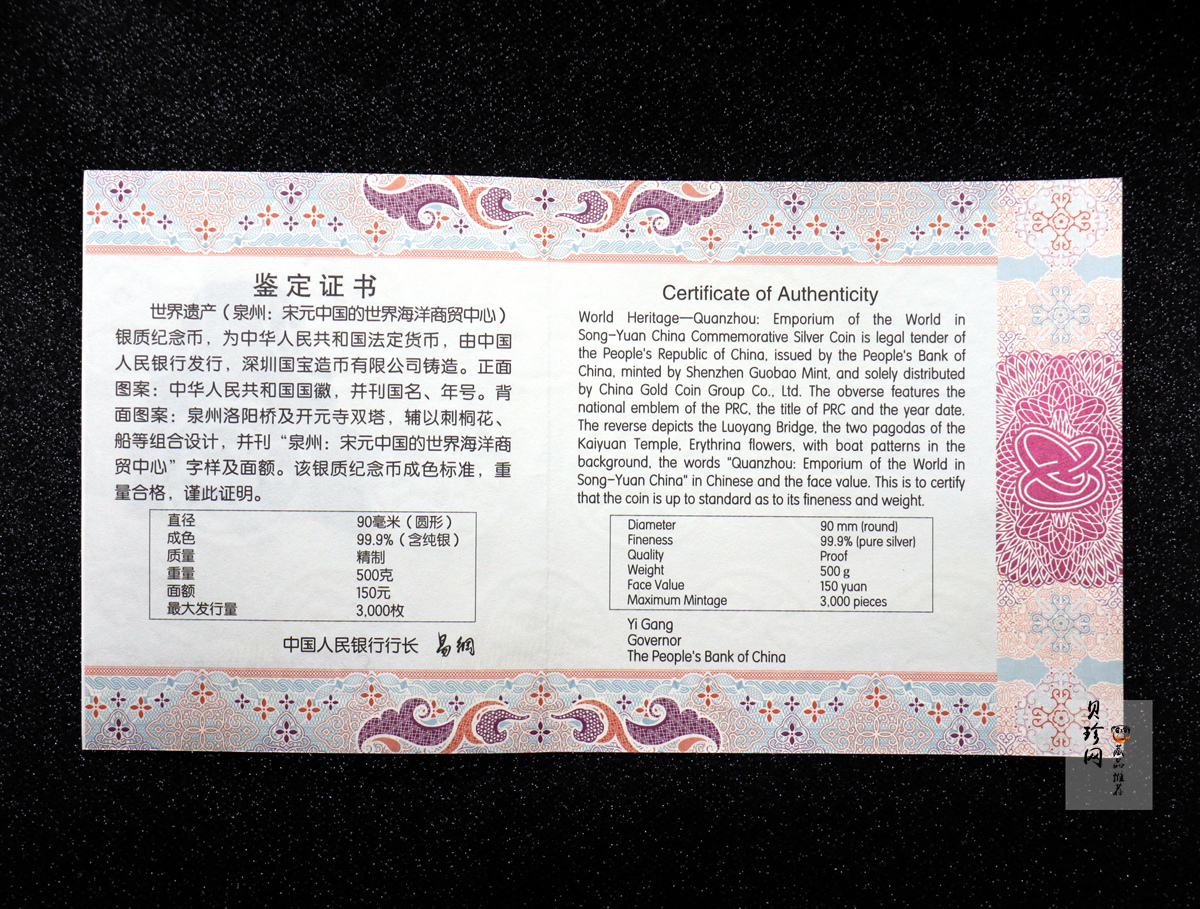 鉴定证书
世界遗产（泉州：宋元中国的世界海洋商贸中心）
银质纪念币，为中华人民共和国法定货币，由中国
人民银行发行，深圳国宝造币有限公司铸造。正面
图案：中华人民共和国国徽，并刊国名、年号。背
面图案：泉州洛阳桥及开元寺双塔，辅以刺桐花、
船等组合设计，并刊“泉州：宋元中国的世界海洋商
贸中心”字样及面额。该银质纪念币成色标准，重
量合格，谨此证明。
直径 90毫米（圆形）
成色 99.9%（含纯银）
质量 精制
重量 500克
面额 150元
最大发行量 3,000枚
中国人民银行行长 易纲
Certificate of Authenticity
World Heritage—Quanzhou: Emporium of the World in
Song-Yuan China Commemorative Silver Coin is legal tender of
the People's Republic of China, issued by the People's Bank of
China, minted by Shenzhen Guobao Mint, and solely distributed
by China Gold Coin Group Co., Ltd. The obverse features the
national emblem of the PRC, the title of PRC and the year date.
The reverse depicts the Luoyang Bridge, the two pagodas of the
Kaiyuan Temple, Erythrina flowers, with boat patterns in the
background, the words "Quanzhou: Emporium of the World in
Song-Yuan China" in Chinese and the face value. This is to certify
that the coin is up to standard as to its fineness and weight.
Diameter 90 mm (round)
Fineness 99.9% (pure silver)
Quality Proof
Weight 500 g
Face Value 150 yuan
Maximum Mintage 3,000 pieces
Yi Gang
Governor
The People's Bank of China
贝珍网
藏品推荐